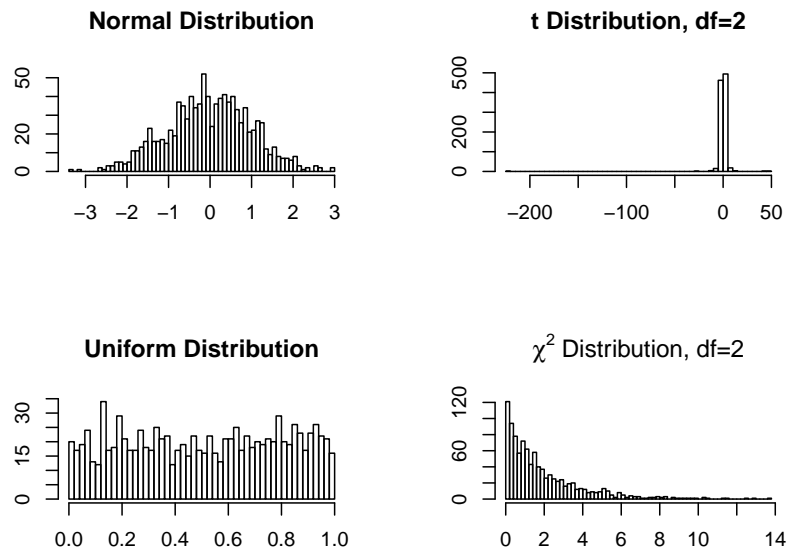 Normal Distribution
50
20
0
−3 −2 −1 0 1 2 3
t Distribution, df=2
500
200
0
−200 −100 0 50
Uniform Distribution
30
15
0
0.0 0.2 0.4 0.6 0.8 1.0
χ² Distribution, df=2
120
60
0
0 2 4 6 8 10 14